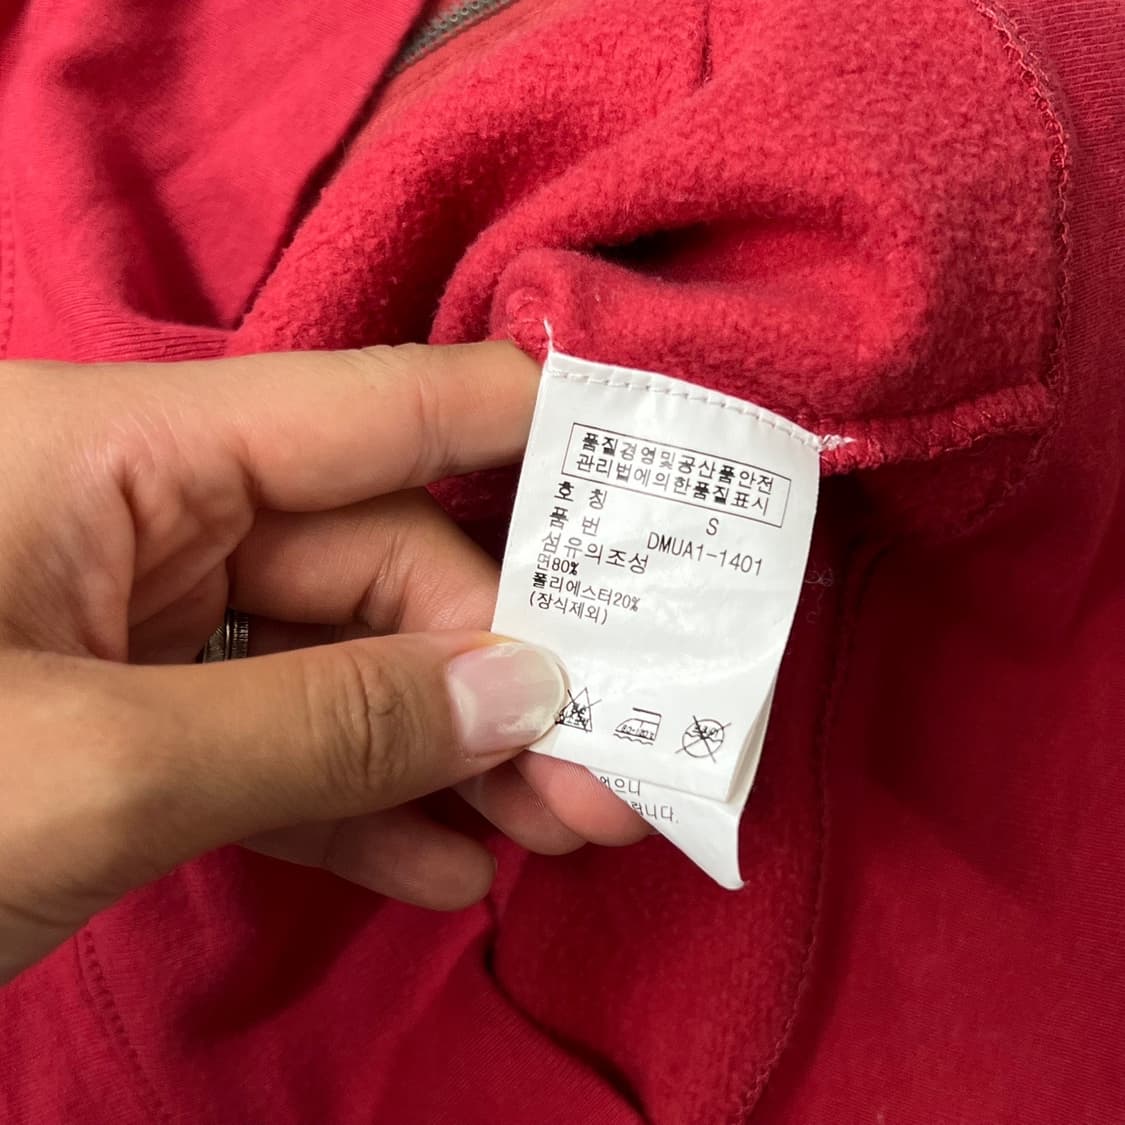 품질경영및공산품안전
관리법에의한품질표시
호 칭 S
품 번 DMUA1-1401
섬유의조성
면80%
폴리에스터20%
(장식제외)